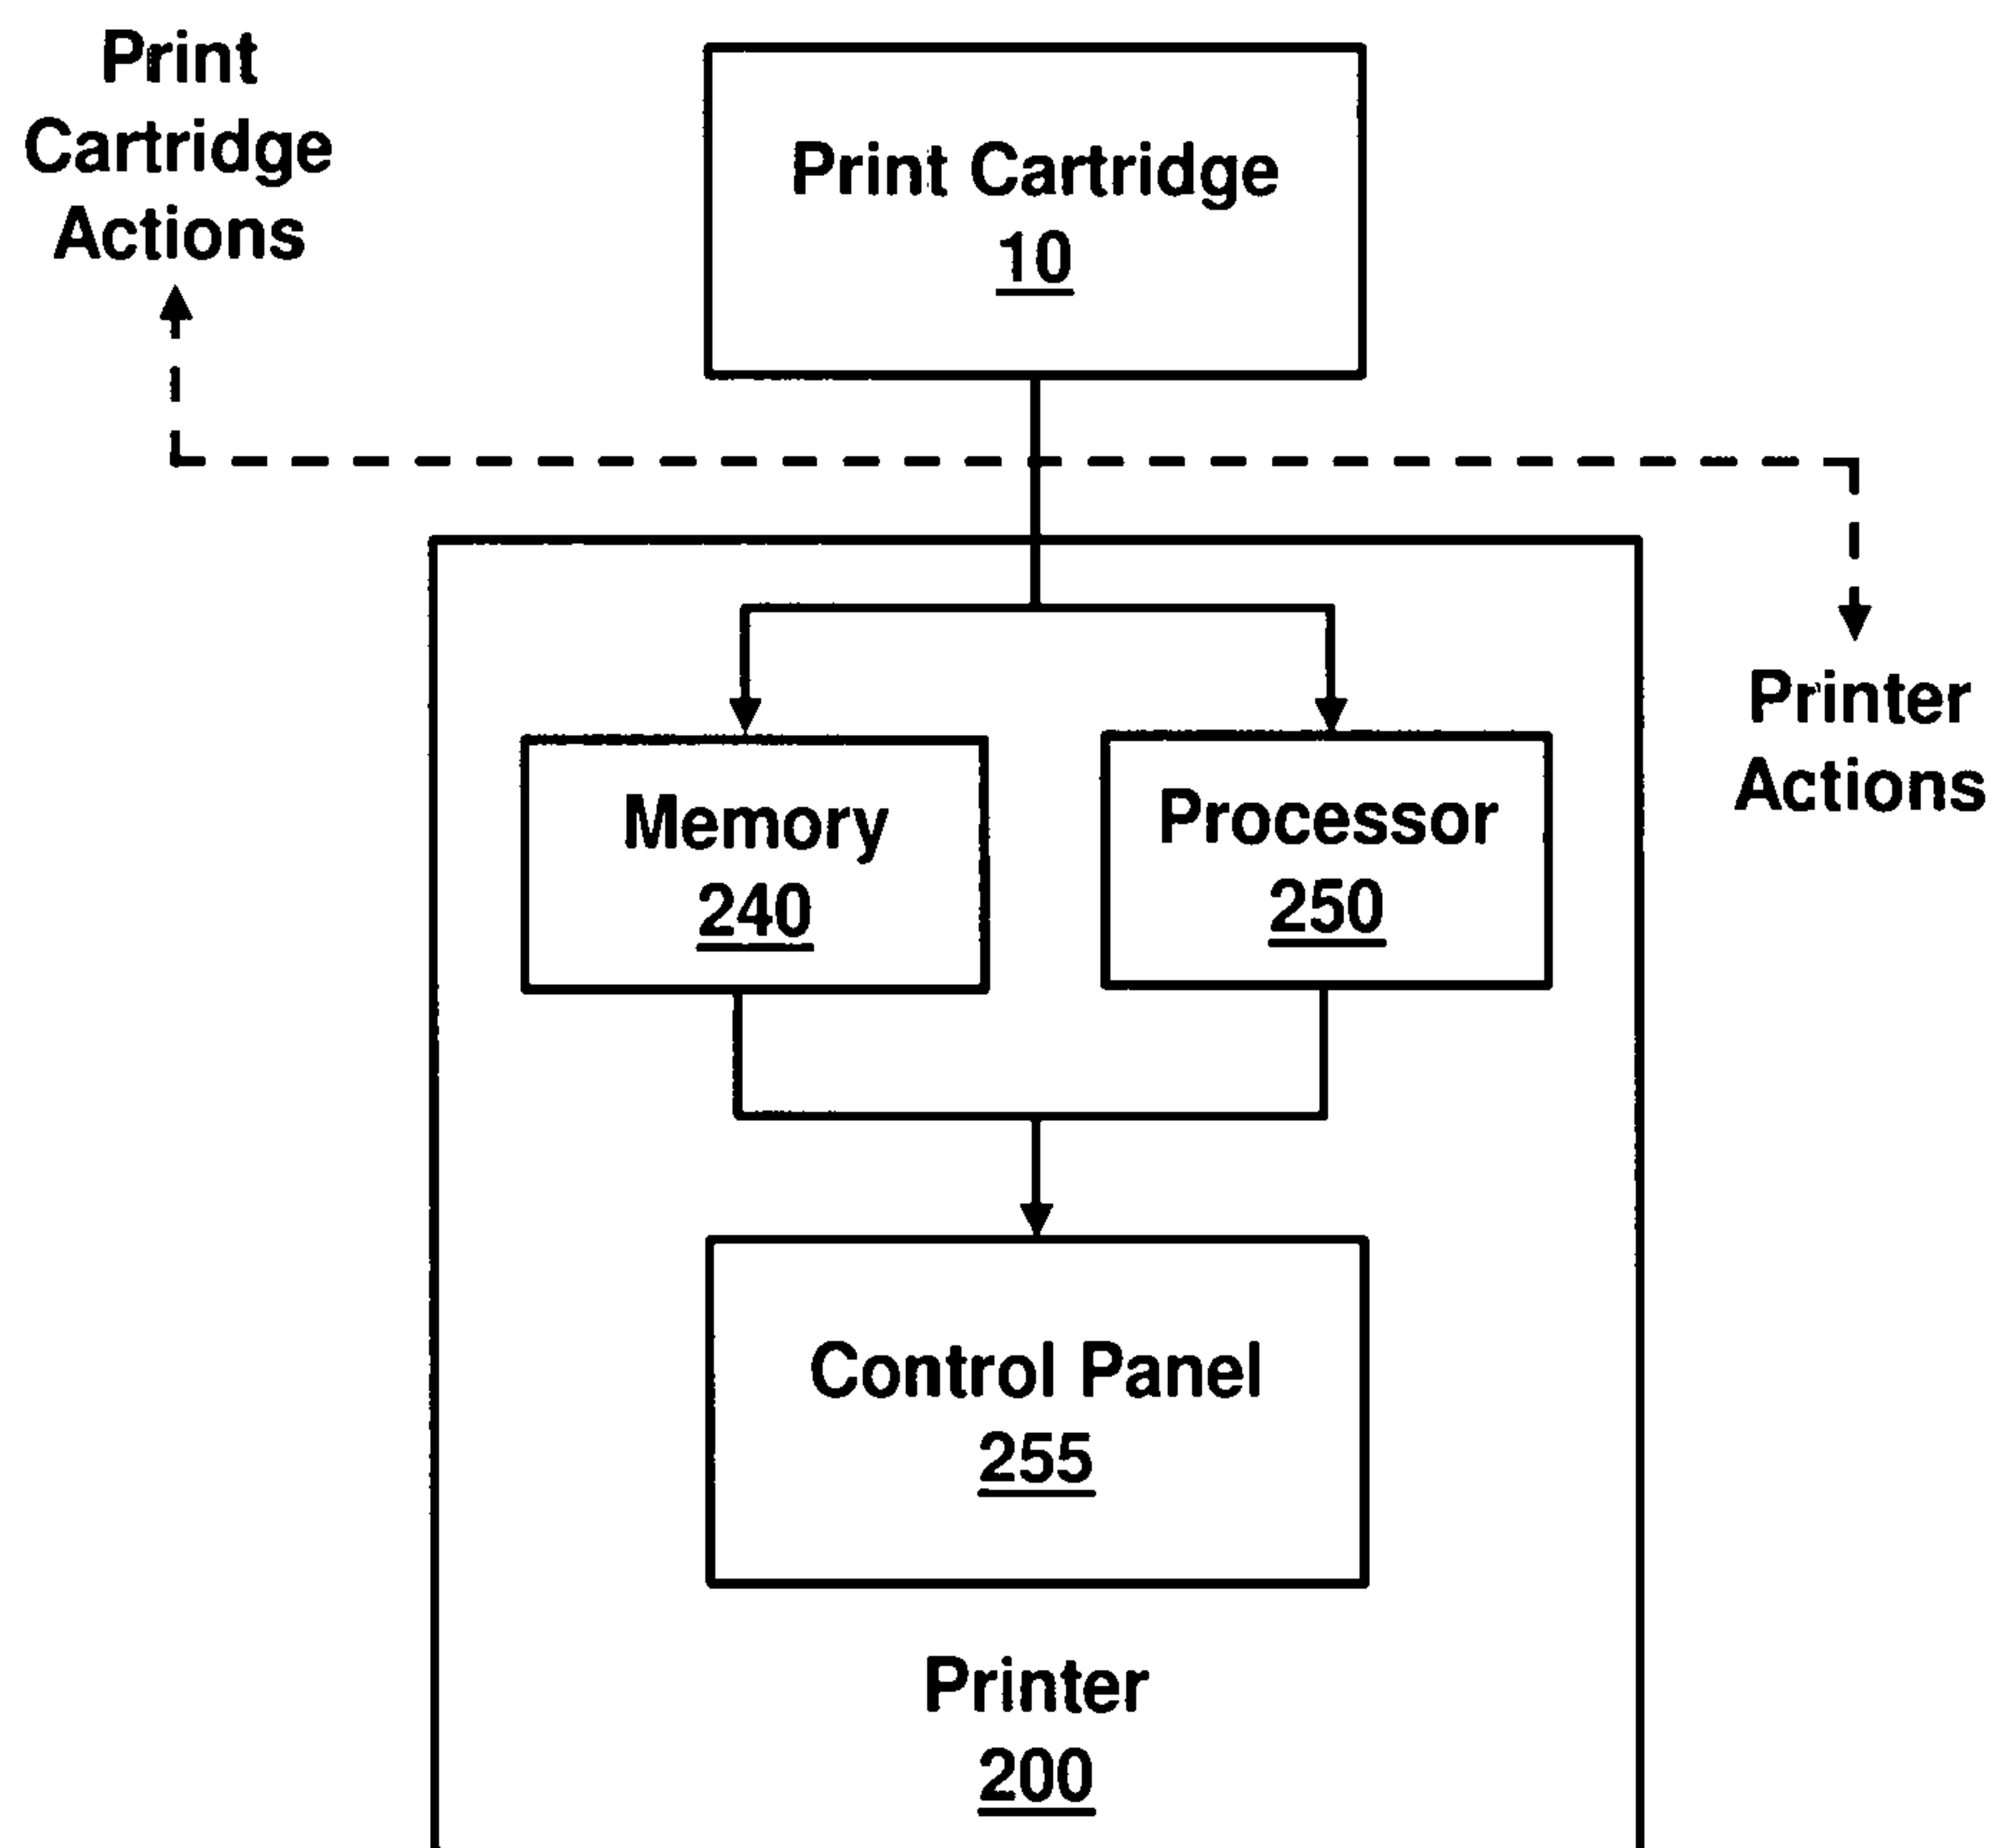 Print
Cartridge
Actions
Print Cartridge
10
Printer
Actions
Memory
240
Processor
250
Control Panel
255
Printer
200